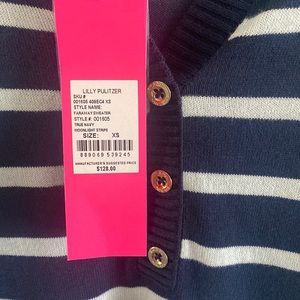 LILLY PULITZER
SKU #
001605 409EC4 XS
STYLE NAME:
FARAWAY SWEATER
STYLE #: 001605
TRUE NAVY
MOONLIGHT STRIPE
SIZE: XS
889069 539245
MANUFACTURER'S SUGGESTED PRICE
$128.00